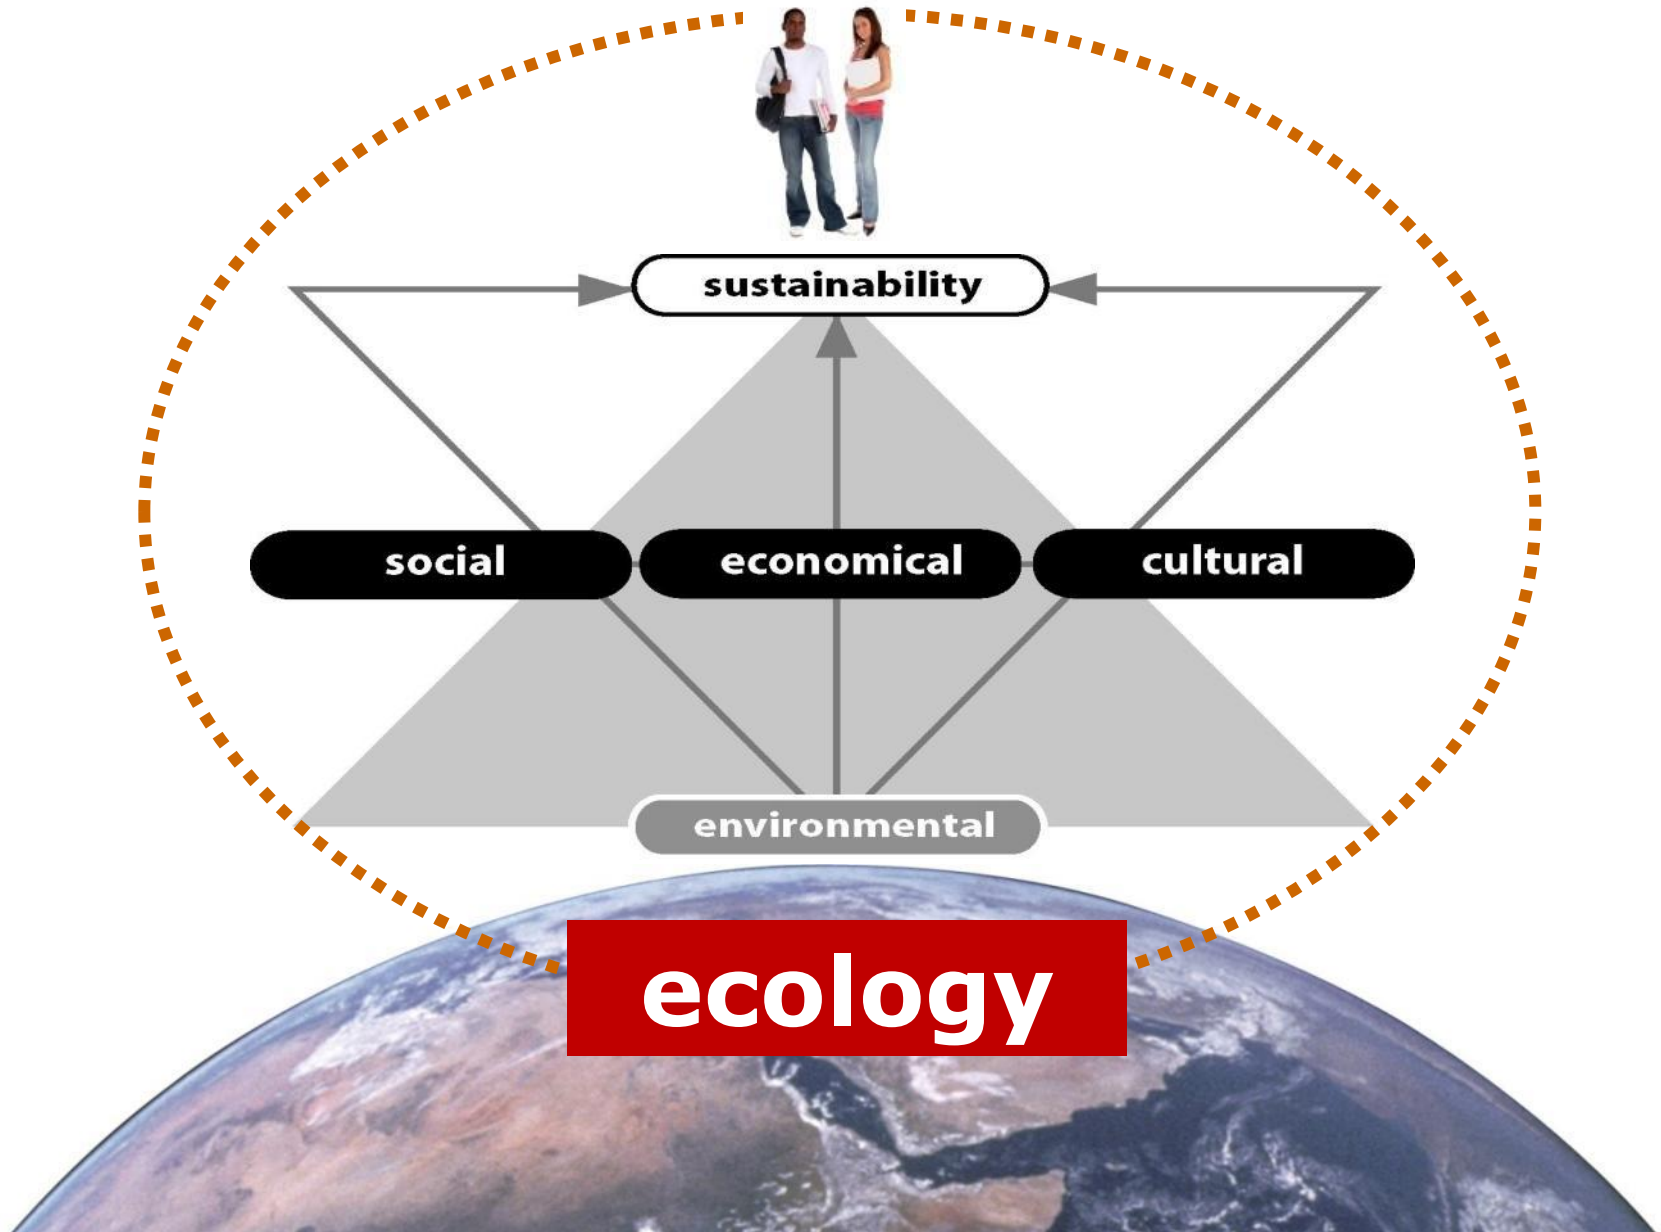 sustainability
social economical cultural
environmental
ecology